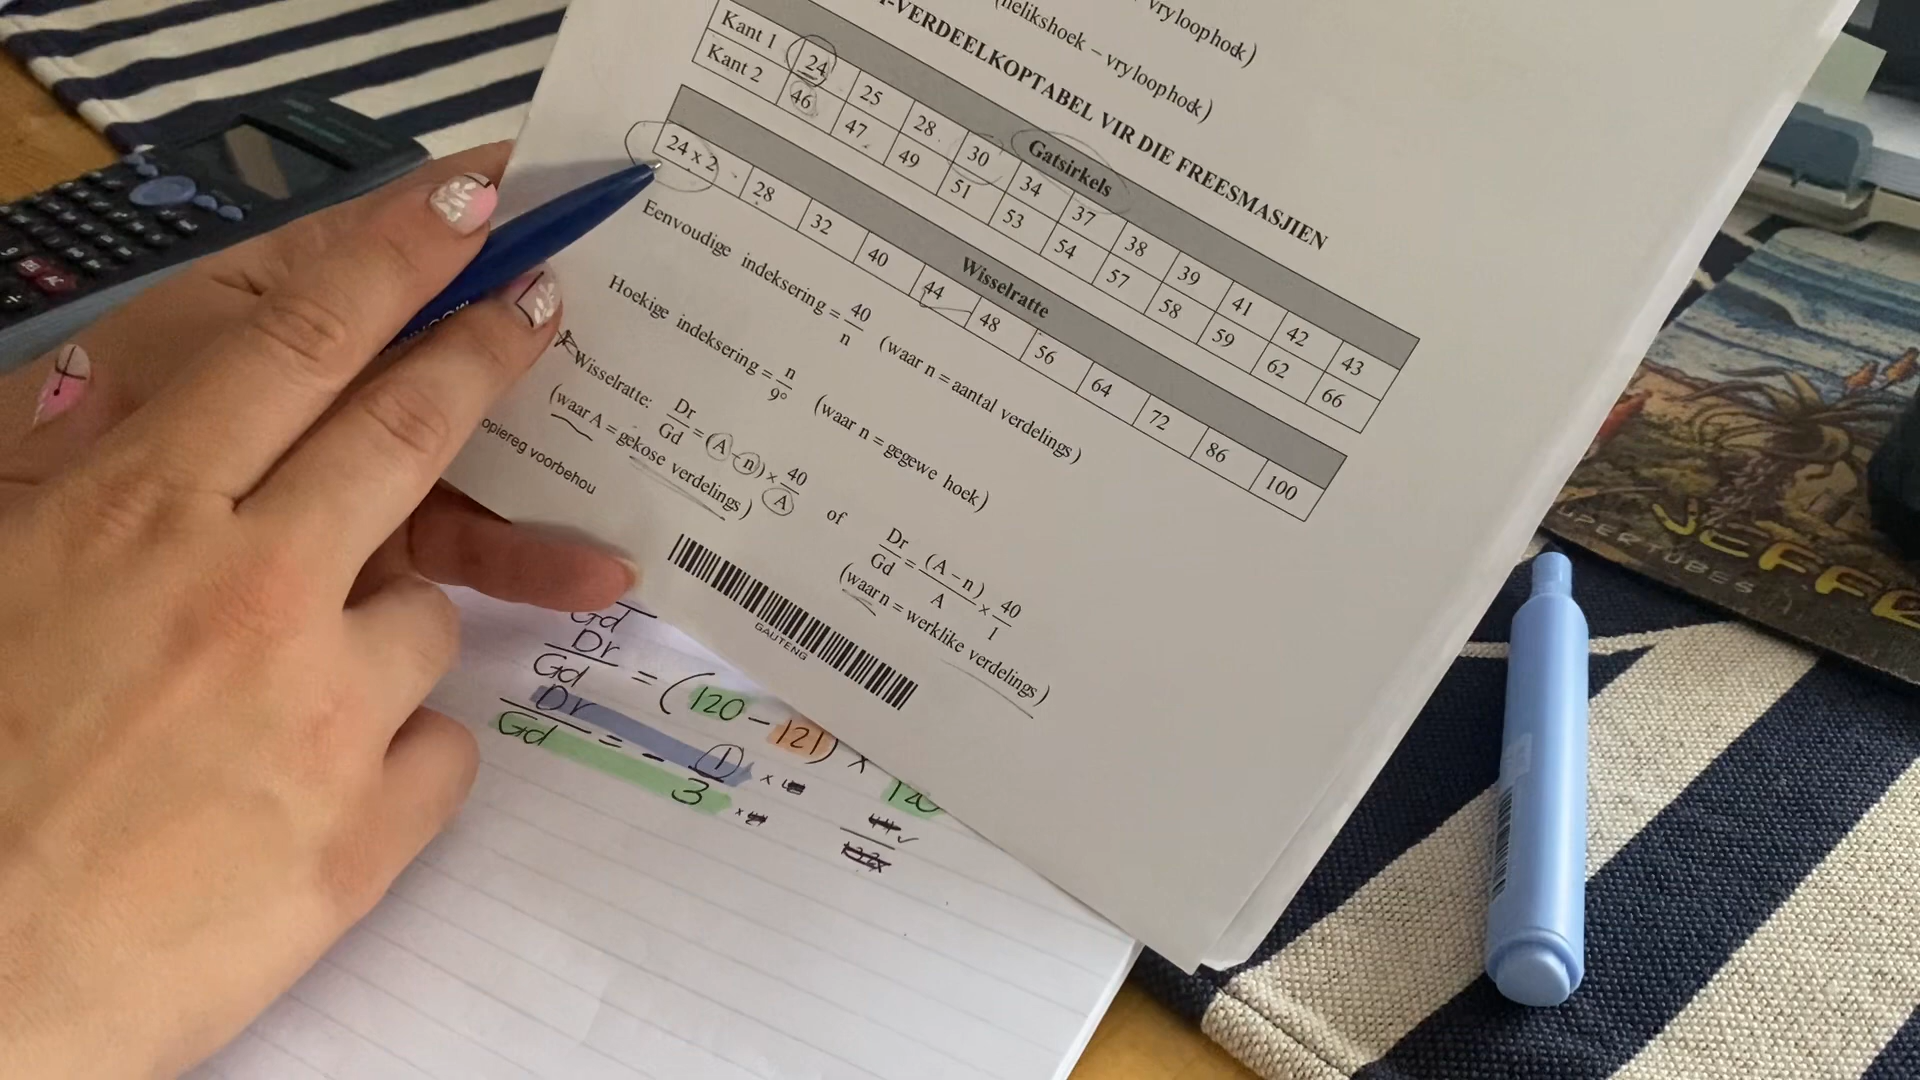 vryloophoek)
(helikshoek – vryloophoek)
-VERDEELKOPTABEL VIR DIE FREESMASJIEN
Gatsirkels
Kant 1 24 25 28 30 34 37 38 39 41 42 43
Kant 2 46 47 49 51 53 54 57 58 59 62 66
Wisselratte
24 x 2 28 32 40 44 48 56 64 72 86 100
Eenvoudige indeksering = 40/n (waar n = aantal verdelings)
Hoekige indeksering = n/9° (waar n = gegewe hoek)
Wisselratte: Dr/Gd = (A – n) × 40/A of Dr/Gd = (A – n)/A × 40/1
(waar A = gekose verdelings) (waar n = werklike verdelings)
opiereg voorbehou
GAUTENG
Gd
Dr/Gd = (120 – 121) × 120
Dr/Gd = – 1/3 × ×
JEFFE
UPERTUBES